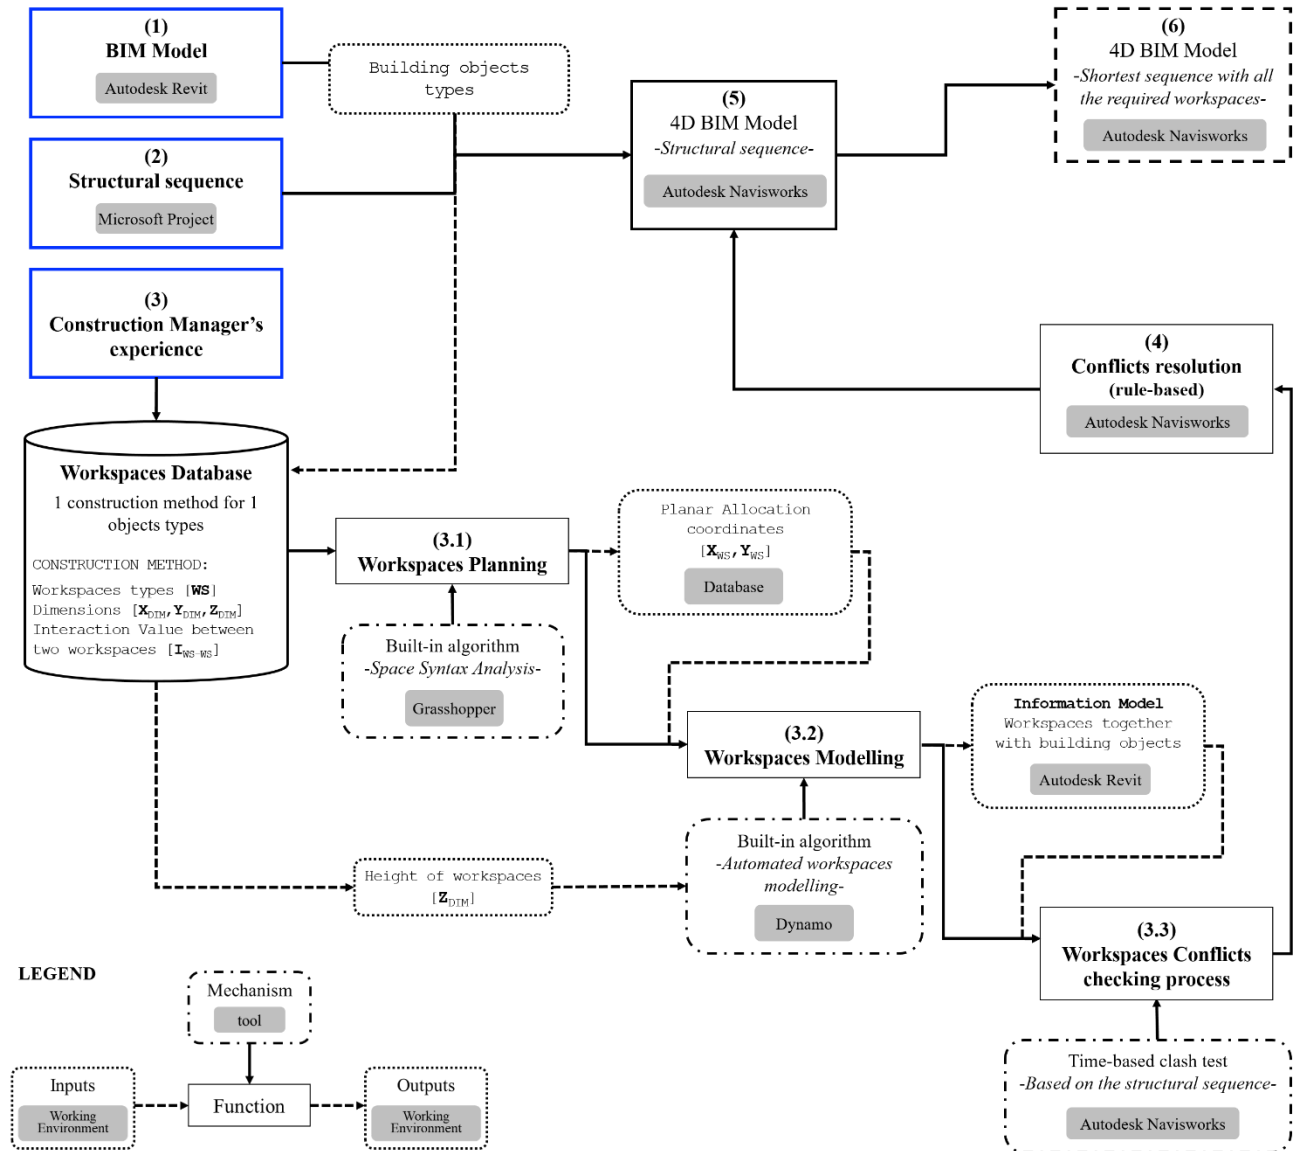 (1)
BIM Model
Autodesk Revit
Building objects
types
(2)
Structural sequence
Microsoft Project
(3)
Construction Manager's
experience
(5)
4D BIM Model
-Structural sequence-
Autodesk Navisworks
(6)
4D BIM Model
-Shortest sequence with all
the required workspaces-
Autodesk Navisworks
(4)
Conflicts resolution
(rule-based)
Autodesk Navisworks
Workspaces Database
1 construction method for 1
objects types
CONSTRUCTION METHOD:
Workspaces types [WS]
Dimensions [XDIM,YDIM,ZDIM]
Interaction Value between
two workspaces [IWS-WS]
(3.1)
Workspaces Planning
Built-in algorithm
-Space Syntax Analysis-
Grasshopper
Planar Allocation
coordinates
[XWS,YWS]
Database
(3.2)
Workspaces Modelling
Built-in algorithm
-Automated workspaces
modelling-
Dynamo
Height of workspaces
[ZDIM]
Information Model
Workspaces together
with building objects
Autodesk Revit
(3.3)
Workspaces Conflicts
checking process
Time-based clash test
-Based on the structural sequence-
Autodesk Navisworks
LEGEND
Mechanism
tool
Inputs
Working
Environment
Function
Outputs
Working
Environment